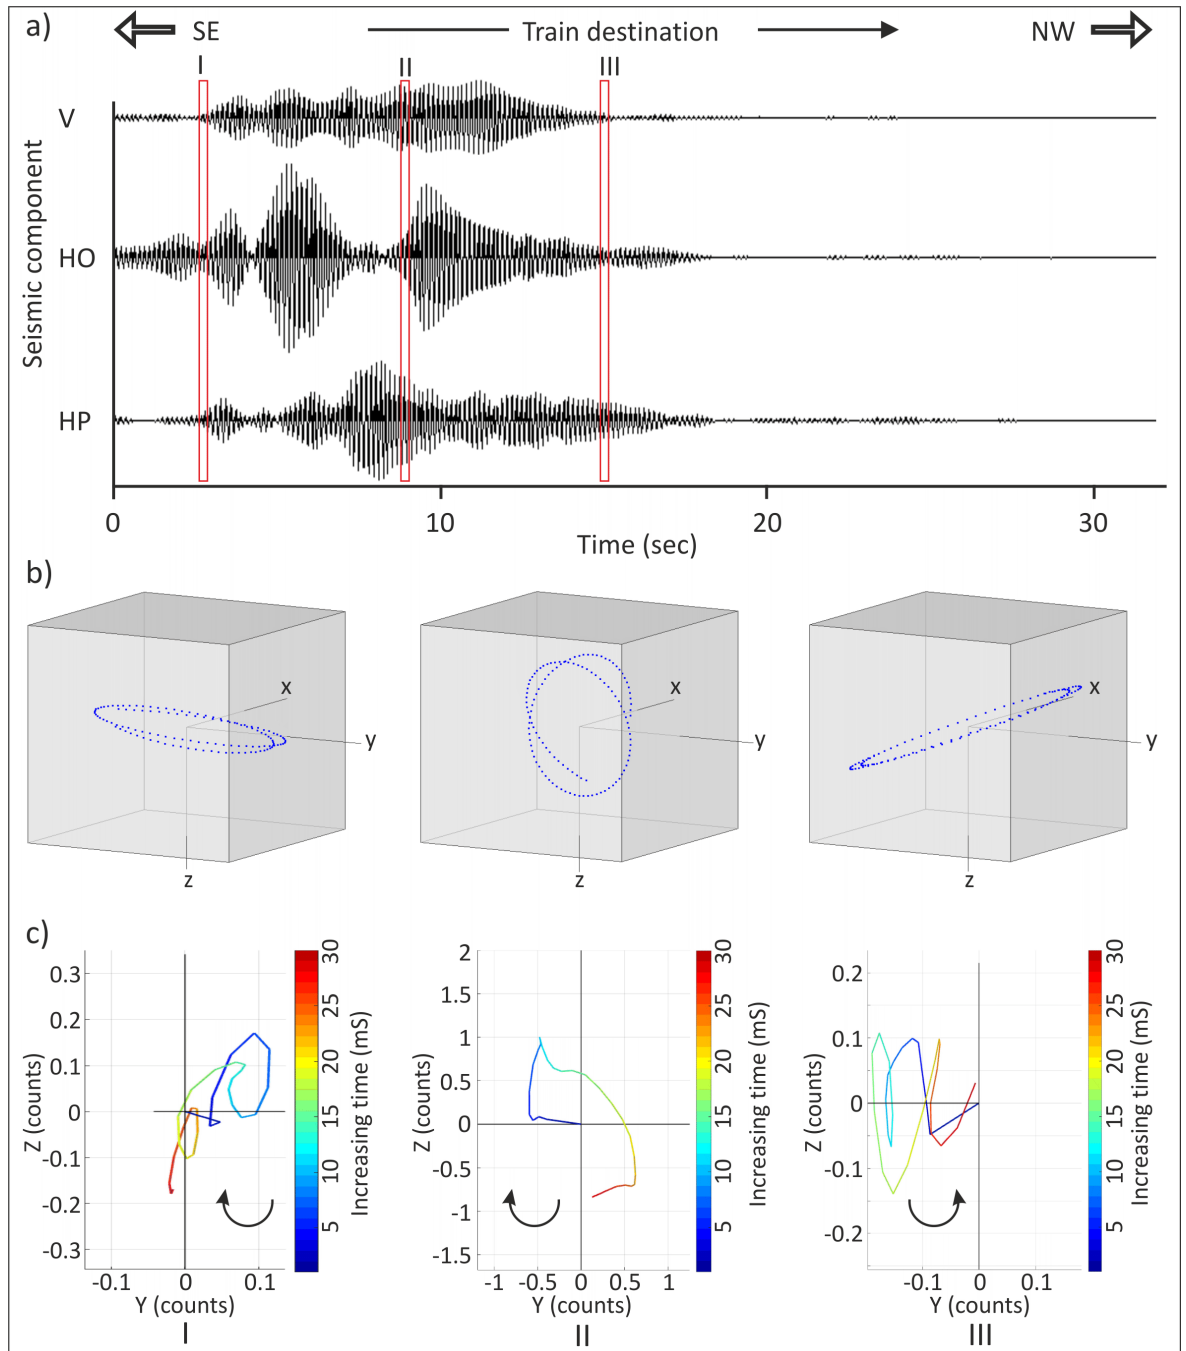 a)
SE
Train destination
NW
I
II
III
Seismic component
V
HO
HP
0
10
20
30
Time (sec)
b)
x
y
z
x
y
z
x
y
z
c)
Z (counts)
0.3
0.2
0.1
0
-0.1
-0.2
-0.3
-0.1
0
0.1
Y (counts)
I
30
25
20
15
10
5
Increasing time (mS)
Z (counts)
2
1.5
1
0.5
0
-0.5
-1
-1.5
-1
-0.5
0
0.5
1
Y (counts)
II
30
25
20
15
10
5
Increasing time (mS)
Z (counts)
0.2
0.1
0
-0.1
-0.2
-0.1
0
0.1
Y (counts)
III
30
25
20
15
10
5
Increasing time (mS)